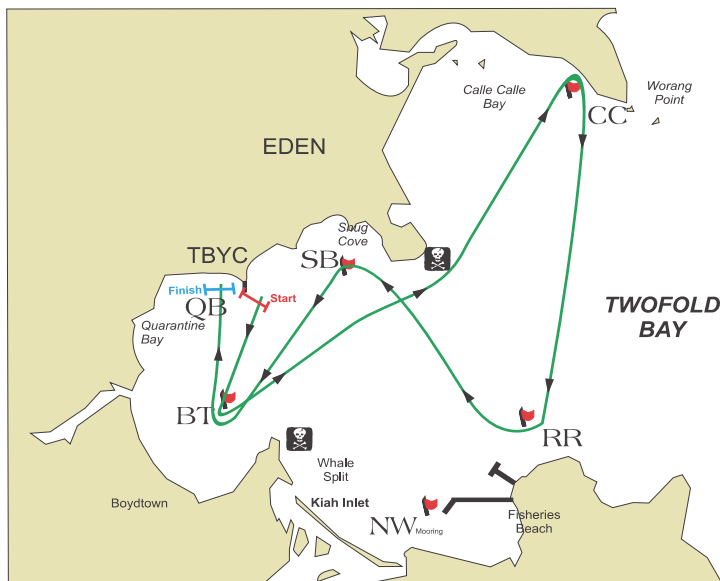 Calle Calle
Bay
Worang
Point
CC
EDEN
Snug
Cove
TBYC
SB
Finish
Start
QB
TWOFOLD
BAY
Quarantine
Bay
BT
RR
Whale
Split
Boydtown
Kiah Inlet
NW
Mooring
Fisheries
Beach